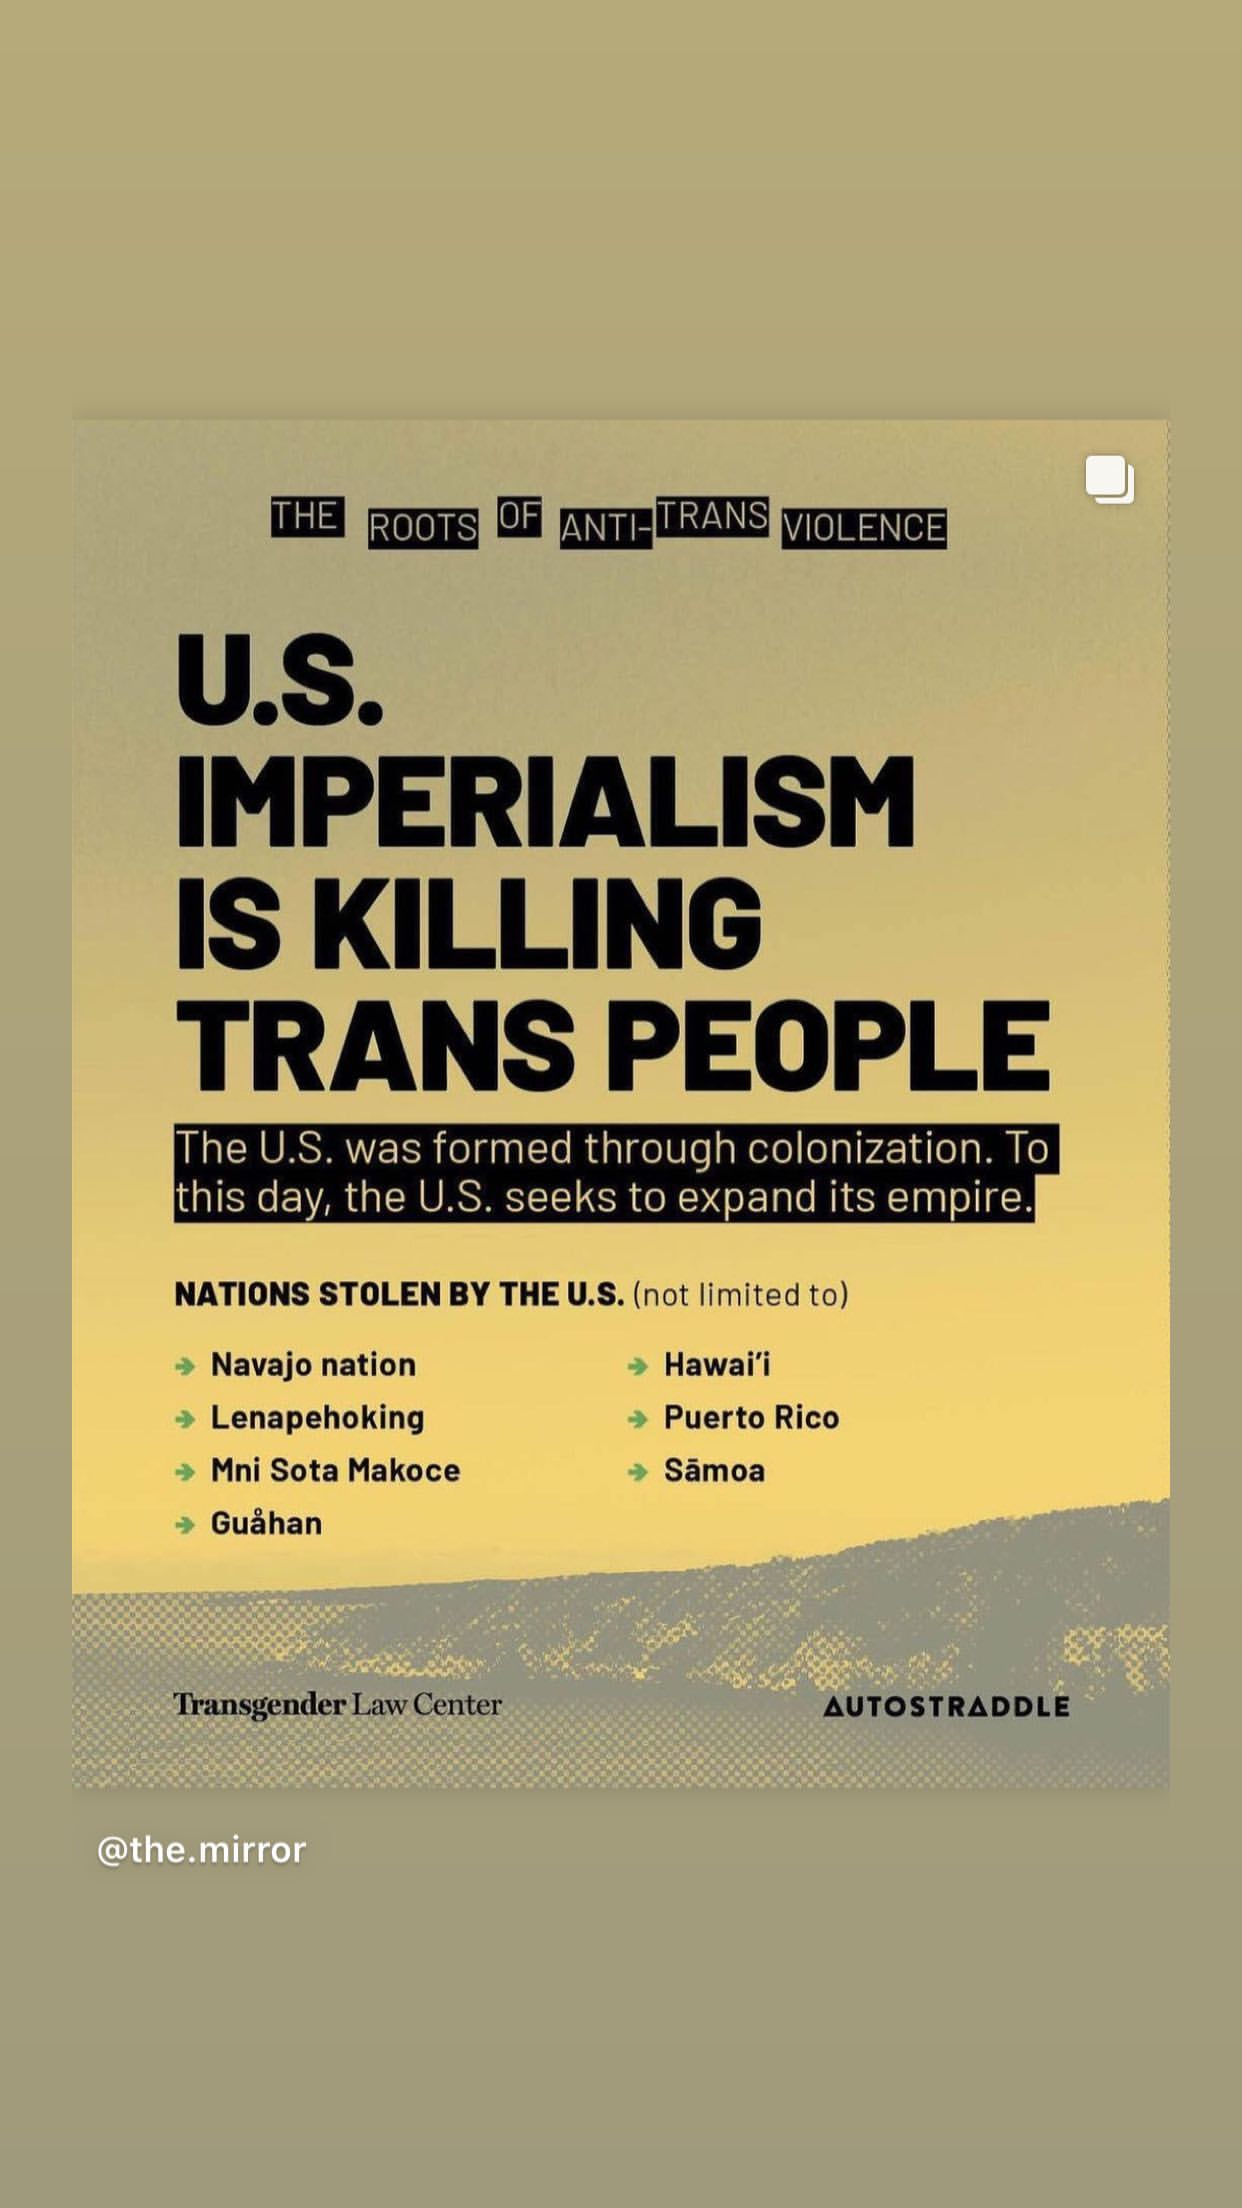 THE ROOTS OF ANTI-TRANS VIOLENCE
U.S.
IMPERIALISM
IS KILLING
TRANS PEOPLE
The U.S. was formed through colonization. To
this day, the U.S. seeks to expand its empire.
NATIONS STOLEN BY THE U.S. (not limited to)
→ Navajo nation
→ Lenapehoking
→ Mni Sota Makoce
→ Guåhan
→ Hawai’i
→ Puerto Rico
→ Sāmoa
Transgender Law Center
AUTOSTRADDLE
@the.mirror